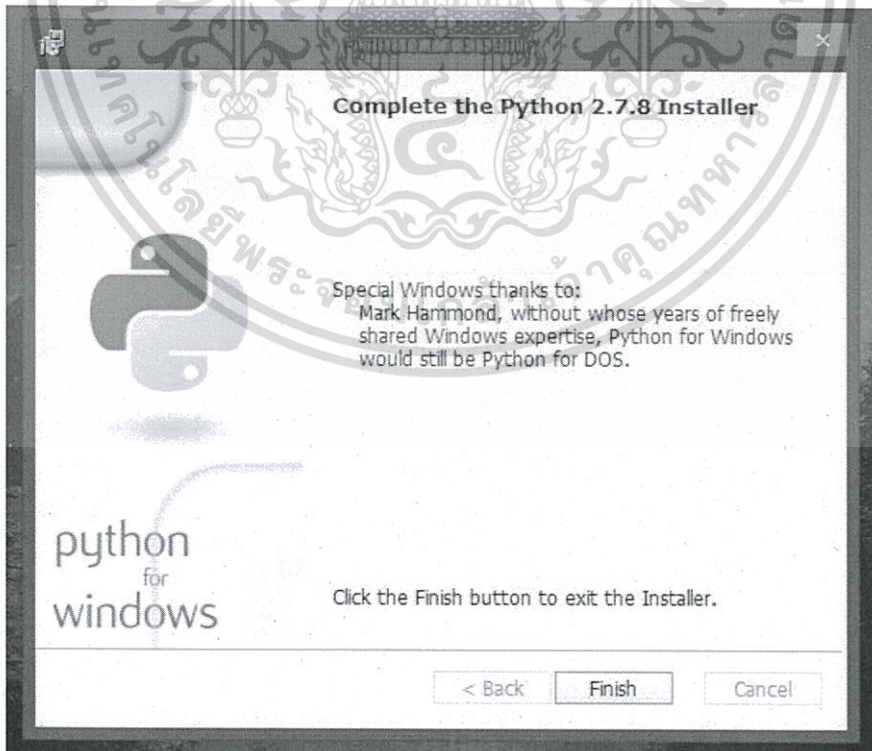 Complete the Python 2.7.8 Installer
Special Windows thanks to:
Mark Hammond, without whose years of freely
shared Windows expertise, Python for Windows
would still be Python for DOS.
python
for
windows
Click the Finish button to exit the Installer.
< Back
Finish
Cancel